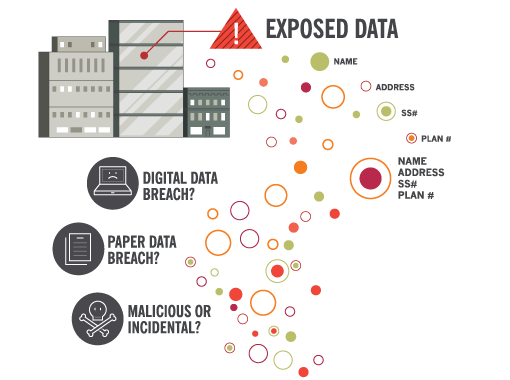 !
EXPOSED DATA
NAME
ADDRESS
SS#
PLAN #
NAME
ADDRESS
SS#
PLAN #
DIGITAL DATA
BREACH?
PAPER DATA
BREACH?
MALICIOUS OR
INCIDENTAL?